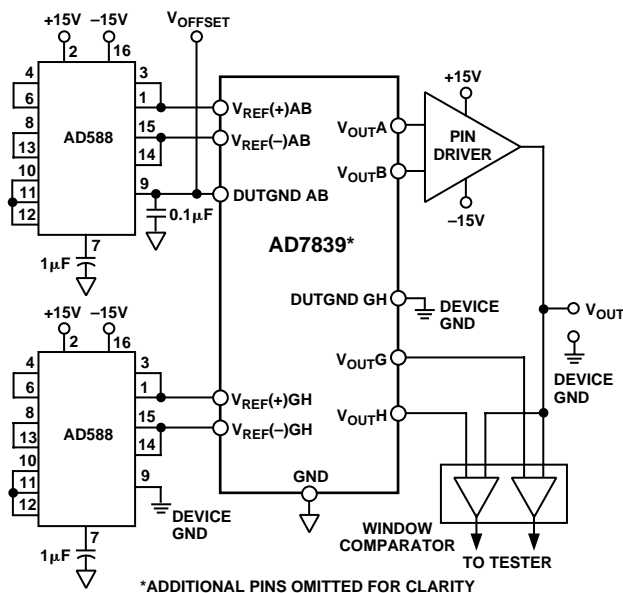 +15V –15V VOFFSET
2 16
4 3
6 1
8 15
13 14
10 9
11
12
AD588
7
1µF
0.1µF
VREF(+)AB
VREF(–)AB
DUTGND AB
AD7839*
VOUTA
VOUTB
+15V
PIN
DRIVER
–15V
DUTGND GH
DEVICE
GND
VOUT
DEVICE
GND
VOUTG
VOUTH
+15V –15V
2 16
4 3
6 1
8 15
13 14
10 9
11
12
AD588
7
1µF
DEVICE
GND
VREF(+)GH
VREF(–)GH
GND
WINDOW
COMPARATOR
TO TESTER
*ADDITIONAL PINS OMITTED FOR CLARITY